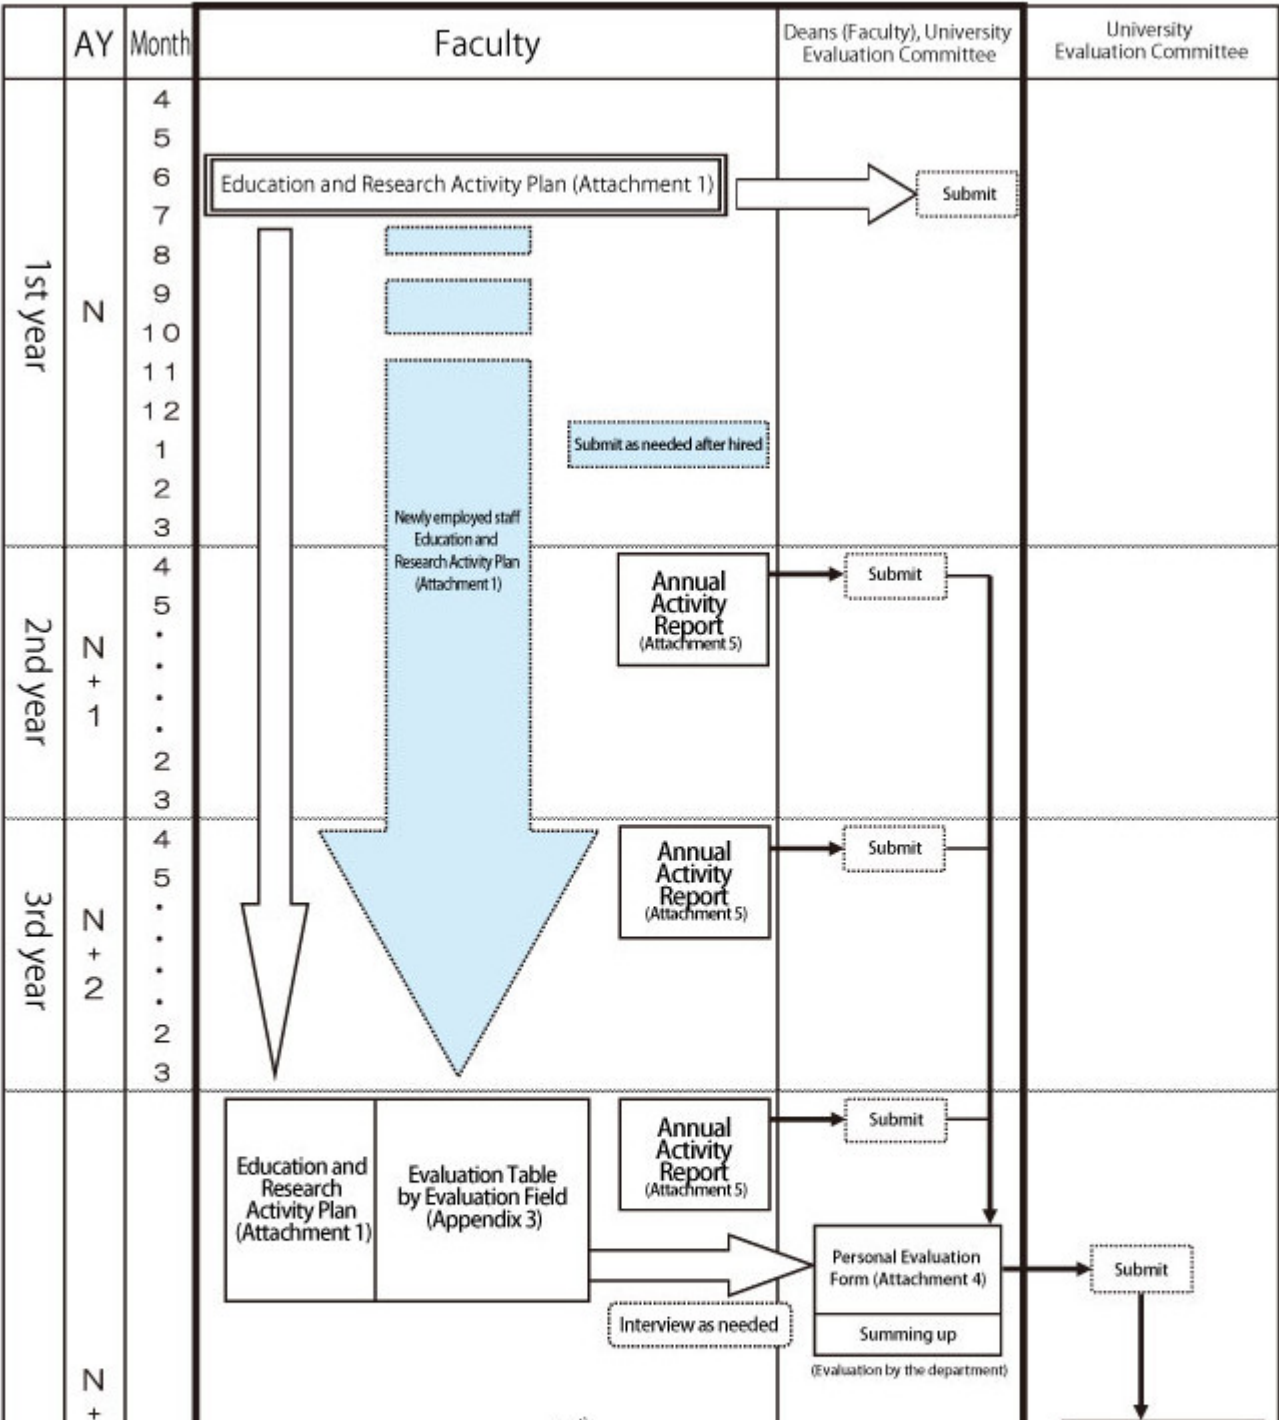 AY
Month
Faculty
Deans (Faculty), University
Evaluation Committee
University
Evaluation Committee
1st year
N
4
5
6
7
8
9
10
11
12
1
2
3
Education and Research Activity Plan (Attachment 1)
Submit
Submit as needed after hired
Newly employed staff
Education and
Research Activity Plan
(Attachment 1)
2nd year
N
+
1
4
5
・
・
・
・
2
3
Annual
Activity
Report
(Attachment 5)
Submit
3rd year
N
+
2
4
5
・
・
・
・
2
3
Annual
Activity
Report
(Attachment 5)
Submit
Education and
Research
Activity Plan
(Attachment 1)
Evaluation Table
by Evaluation Field
(Appendix 3)
Annual
Activity
Report
(Attachment 5)
Submit
Personal Evaluation
Form (Attachment 4)
Summing up
(Evaluation by the department)
Submit
Interview as needed
N
+